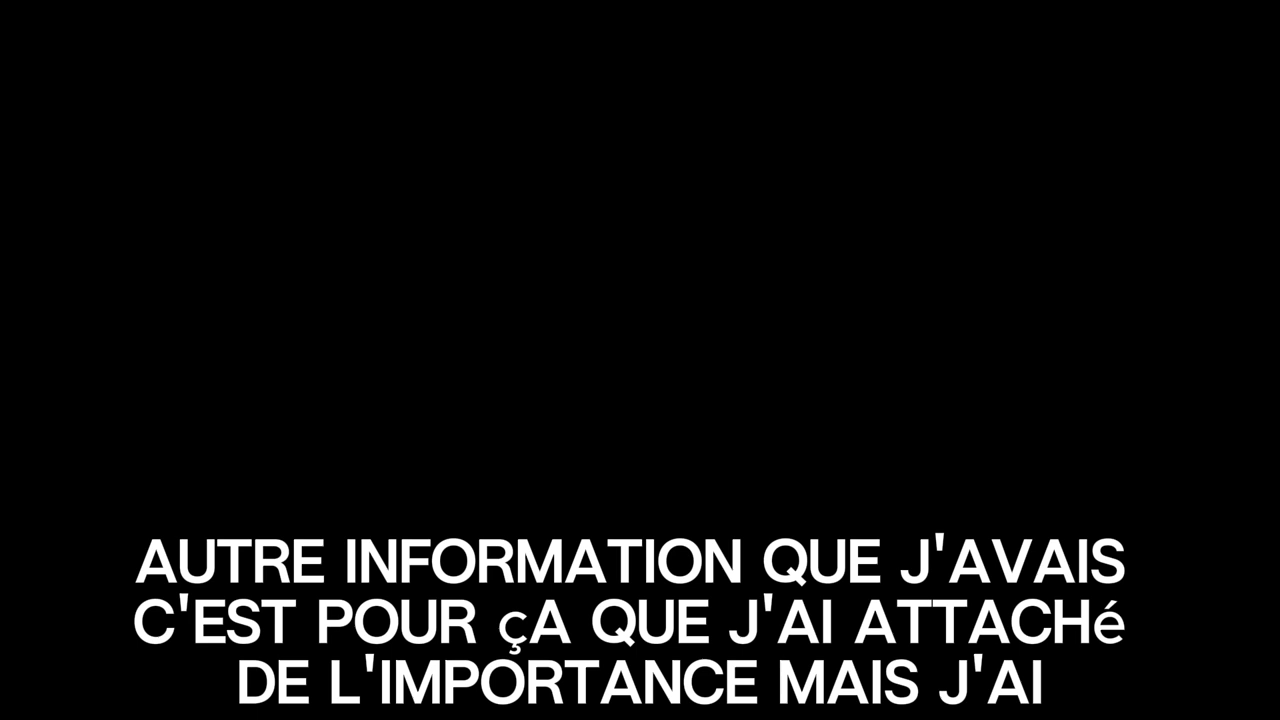 AUTRE INFORMATION QUE J'AVAIS
C'EST POUR çA QUE J'AI ATTACHé
DE L'IMPORTANCE MAIS J'AI